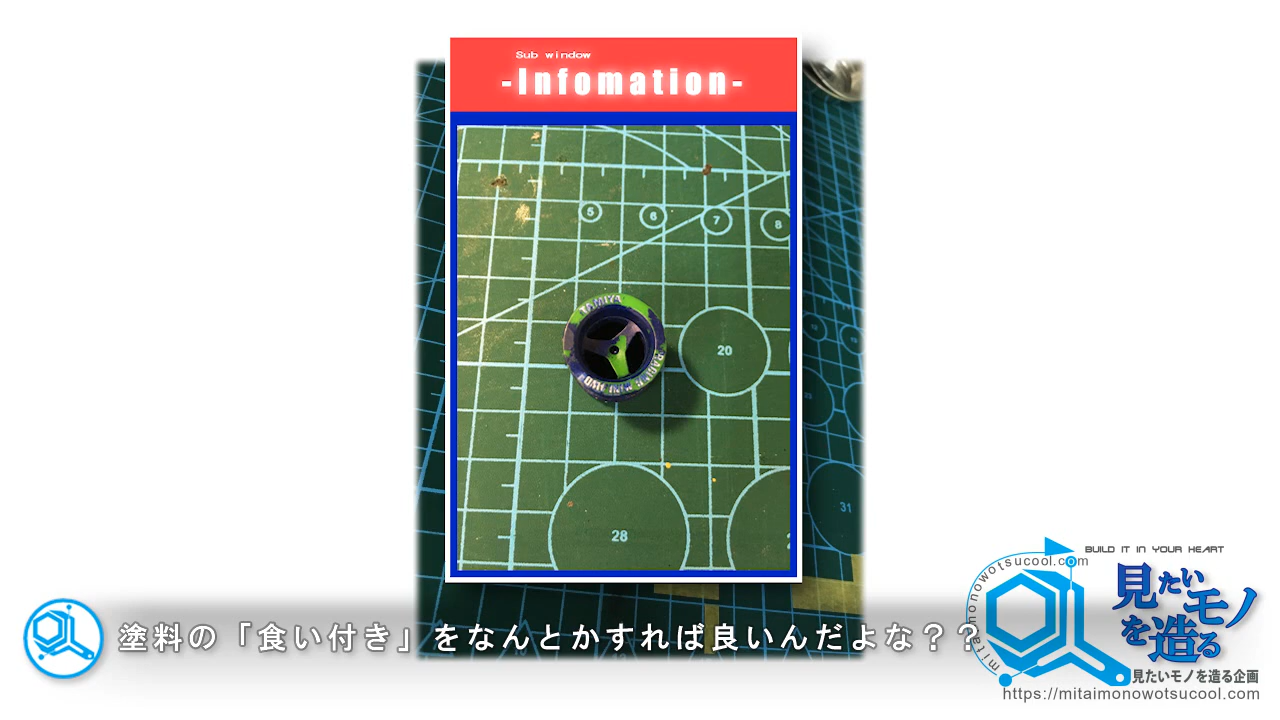 Sub window
-Infomation-
5
6
7
8
TAMIYA
20
28
31
塗料の「食い付き」をなんとかすれば良いんだよな？？
BUILD IT IN YOUR HEART
mitaimonowotsucool.com
見たいモノを造る
見たいモノを造る企画
https://mitaimonowotsucool.com